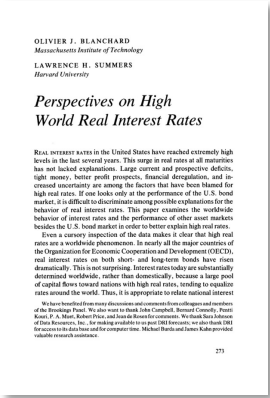 OLIVIER J. BLANCHARD
Massachusetts Institute of Technology
LAWRENCE H. SUMMERS
Harvard University
Perspectives on High
World Real Interest Rates
REAL INTEREST RATES in the United States have reached extremely high
levels in the last several years. This surge in real rates at all maturities
has not lacked explanations. Large current and prospective deficits,
tight money, better profit prospects, financial deregulation, and in-
creased uncertainty are among the factors that have been blamed for
high real rates. If one looks only at the performance of the U.S. bond
market, it is difficult to discriminate among possible explanations for the
behavior of real interest rates. This paper examines the worldwide
behavior of interest rates and the performance of other asset markets
besides the U.S. bond market in order to better explain high real rates.
Even a cursory inspection of the data makes it clear that high real
rates are a worldwide phenomenon. In nearly all the major countries of
the Organization for Economic Cooperation and Development (OECD),
real interest rates on both short- and long-term bonds have risen
dramatically. This is not surprising. Interest rates today are substantially
determined worldwide, rather than domestically, because a large pool
of capital flows toward nations with high real rates, tending to equalize
rates around the world. Thus, it is appropriate to relate national interest
We have benefited from many discussions and comments from colleagues and members
of the Brookings Panel. We also want to thank John Campbell, Bernard Connolly, Pentti
Kouri, P. A. Muet, Robert Price, and Jean de Rosen for comments. We thank Sara Johnson
of Data Resources, Inc., for making available to us past DRI forecasts; we also thank DRI
for access to its data base and for computer time. Michael Burda and James Kahn provided
valuable research assistance.
273